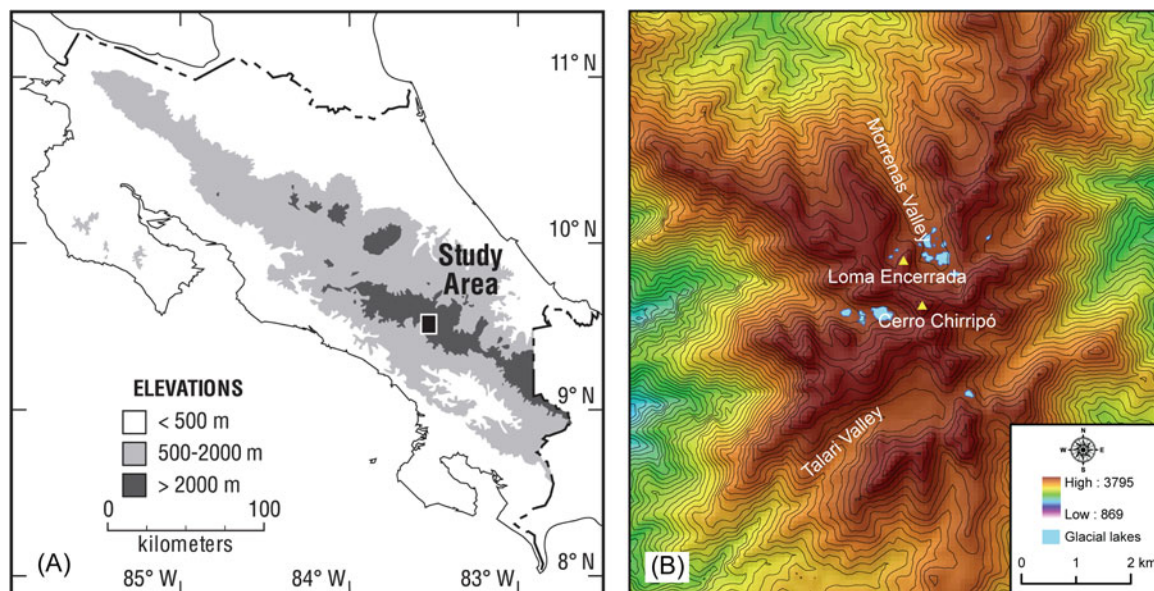 11° N
10° N
Study
Area
9° N
ELEVATIONS
< 500 m
500-2000 m
> 2000 m
0 100
kilometers
(A)
8° N
85° W
84° W
83° W
Morrenas Valley
Loma Encerrada
Cerro Chirripó
Talari Valley
N
W E
S
High : 3795
Low : 869
Glacial lakes
0 1 2 km
(B)